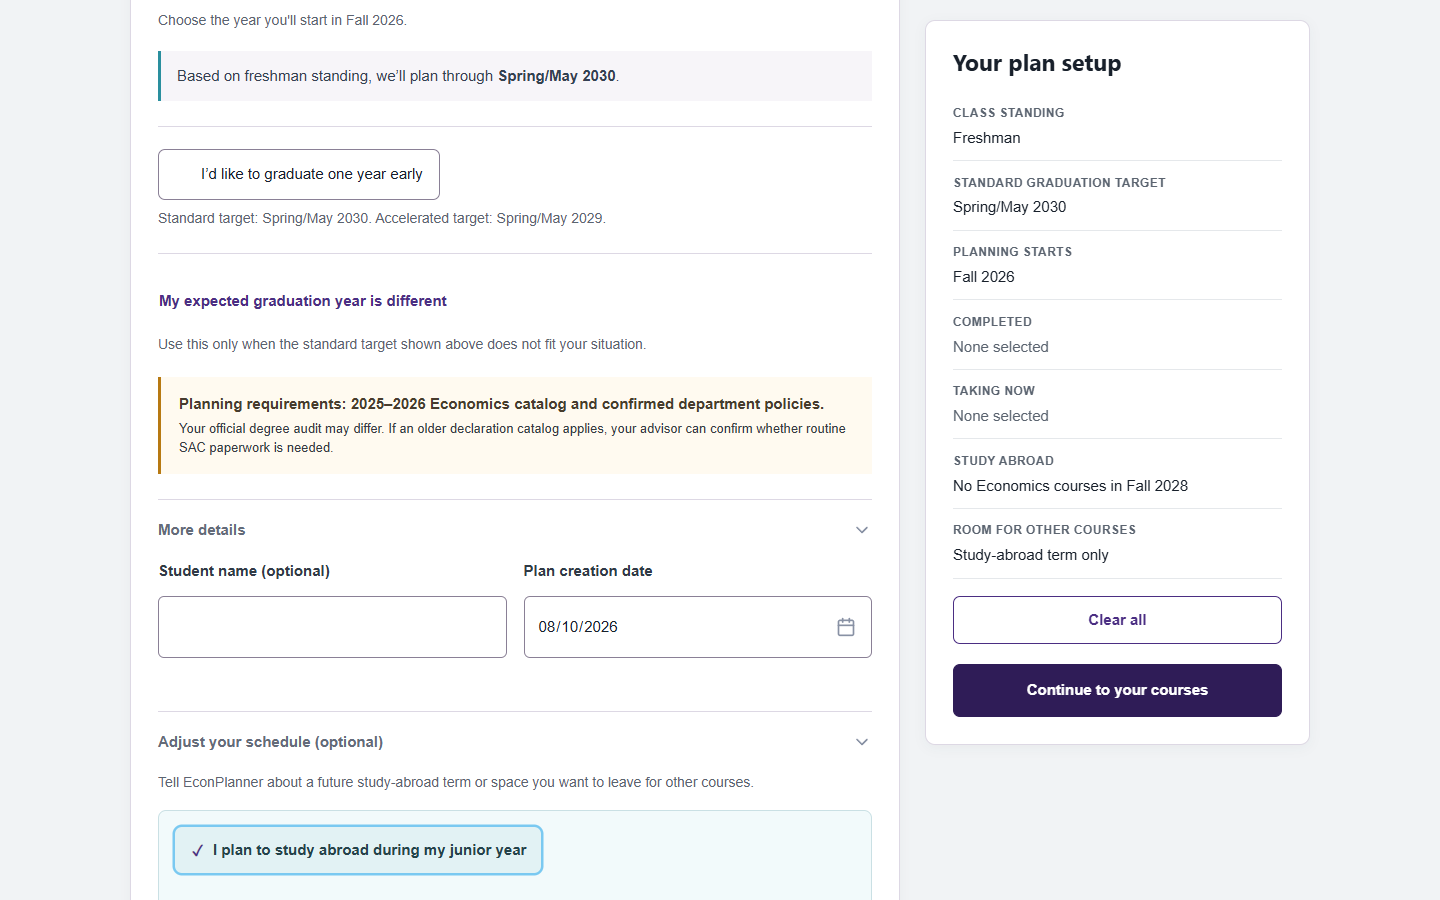 Choose the year you'll start in Fall 2026.
Based on freshman standing, we’ll plan through Spring/May 2030.
I’d like to graduate one year early
Standard target: Spring/May 2030. Accelerated target: Spring/May 2029.
My expected graduation year is different
Use this only when the standard target shown above does not fit your situation.
Planning requirements: 2025–2026 Economics catalog and confirmed department policies.
Your official degree audit may differ. If an older declaration catalog applies, your advisor can confirm whether routine
SAC paperwork is needed.
More details
Student name (optional)
Plan creation date
08/10/2026
Adjust your schedule (optional)
Tell EconPlanner about a future study-abroad term or space you want to leave for other courses.
✓ I plan to study abroad during my junior year
Your plan setup
CLASS STANDING
Freshman
STANDARD GRADUATION TARGET
Spring/May 2030
PLANNING STARTS
Fall 2026
COMPLETED
None selected
TAKING NOW
None selected
STUDY ABROAD
No Economics courses in Fall 2028
ROOM FOR OTHER COURSES
Study-abroad term only
Clear all
Continue to your courses